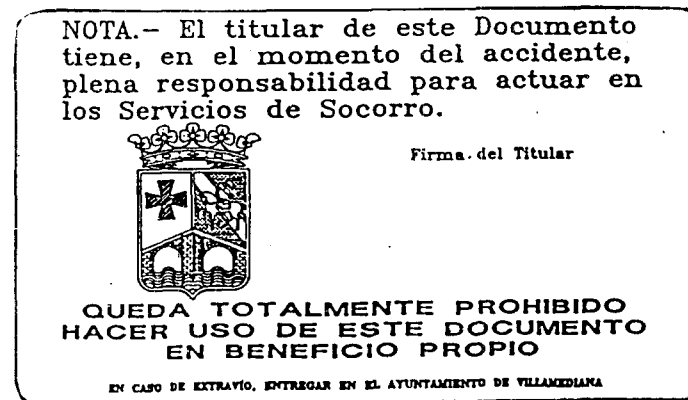 NOTA.- El titular de este Documento
tiene, en el momento del accidente,
plena responsabilidad para actuar en
los Servicios de Socorro.
Firma del Titular
QUEDA TOTALMENTE PROHIBIDO
HACER USO DE ESTE DOCUMENTO
EN BENEFICIO PROPIO
EN CASO DE EXTRAVÍO, ENTREGAR EN EL AYUNTAMIENTO DE VILLAMEDIANA